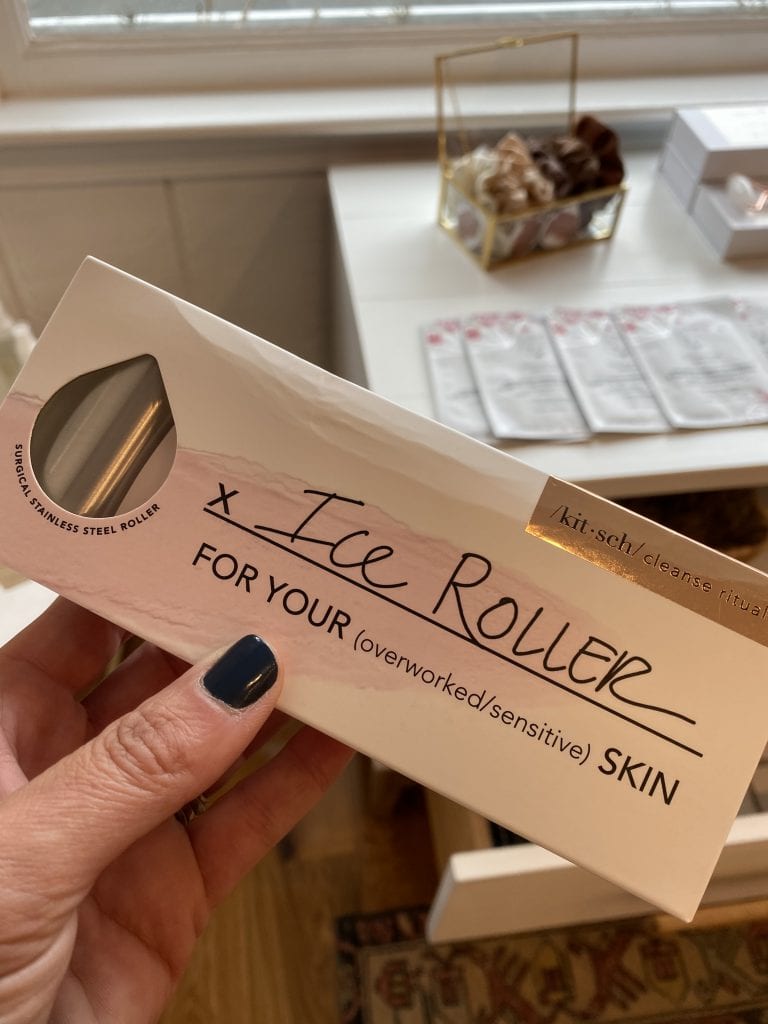 SURGICAL STAINLESS STEEL ROLLER
/kit·sch/ cleanse ritual
x Ice ROLLER
FOR YOUR (overworked/sensitive) SKIN